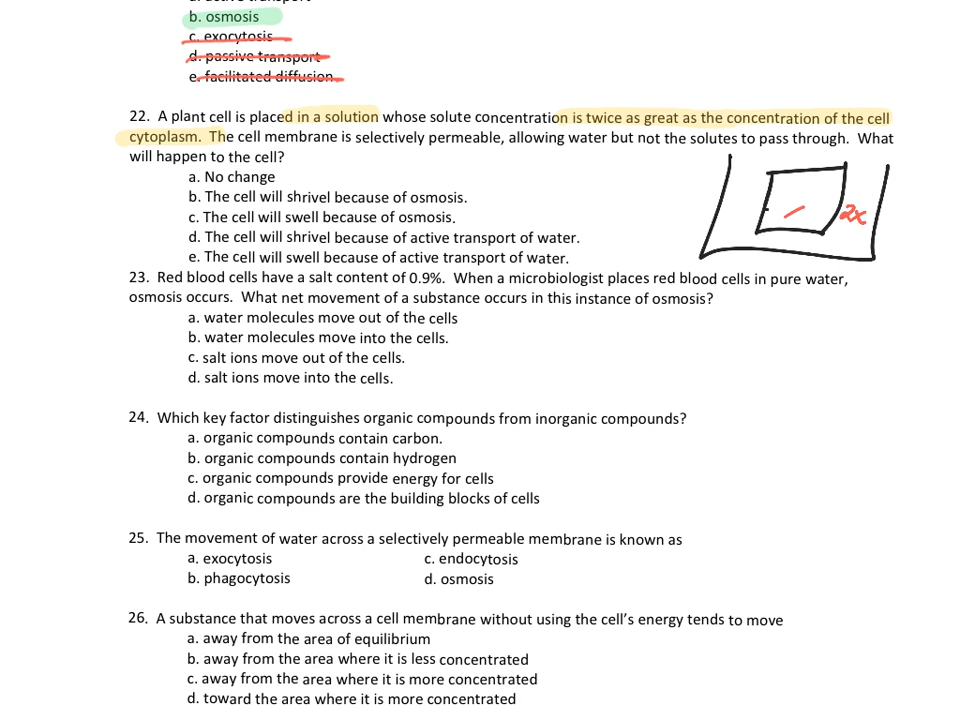 b. osmosis
c. exocytosis
d. passive transport
e. facilitated diffusion
22. A plant cell is placed in a solution whose solute concentration is twice as great as the concentration of the cell
cytoplasm. The cell membrane is selectively permeable, allowing water but not the solutes to pass through. What
will happen to the cell?
a. No change
b. The cell will shrivel because of osmosis.
c. The cell will swell because of osmosis.
2x
d. The cell will shrivel because of active transport of water.
e. The cell will swell because of active transport of water.
23. Red blood cells have a salt content of 0.9%. When a microbiologist places red blood cells in pure water,
osmosis occurs. What net movement of a substance occurs in this instance of osmosis?
a. water molecules move out of the cells
b. water molecules move into the cells.
c. salt ions move out of the cells.
d. salt ions move into the cells.
24. Which key factor distinguishes organic compounds from inorganic compounds?
a. organic compounds contain carbon.
b. organic compounds contain hydrogen
c. organic compounds provide energy for cells
d. organic compounds are the building blocks of cells
25. The movement of water across a selectively permeable membrane is known as
a. exocytosis c. endocytosis
b. phagocytosis d. osmosis
26. A substance that moves across a cell membrane without using the cell's energy tends to move
a. away from the area of equilibrium
b. away from the area where it is less concentrated
c. away from the area where it is more concentrated
d. toward the area where it is more concentrated